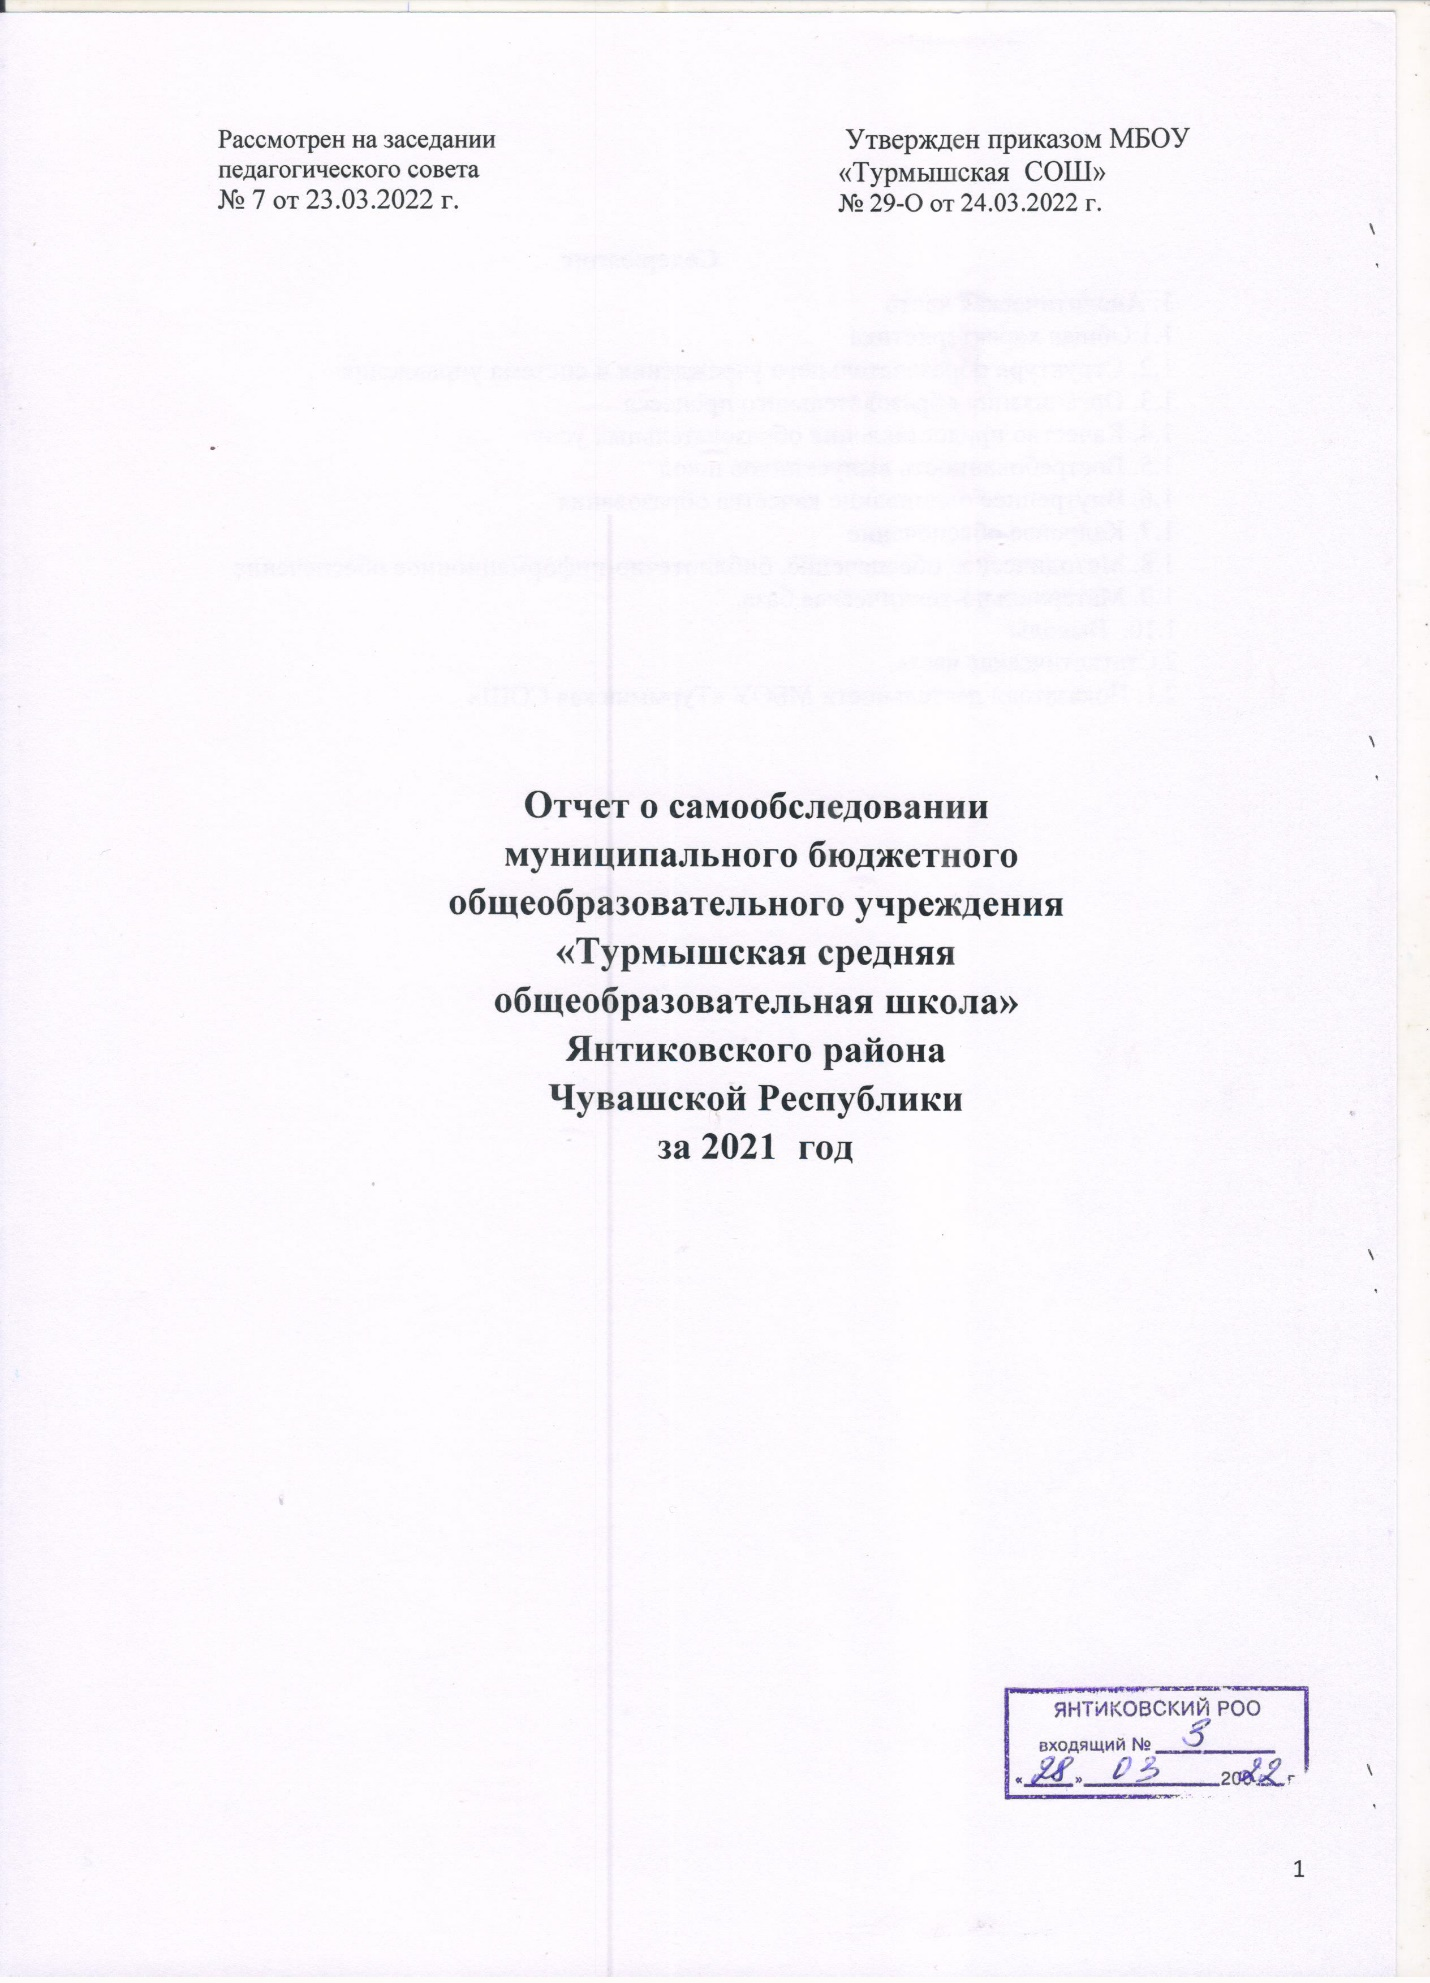 Рассмотрен на заседании
педагогического совета
№ 7 от 23.03.2022 г.
Утвержден приказом МБОУ
«Турмышская СОШ»
№ 29-О от 24.03.2022 г.
Отчет о самообследовании
муниципального бюджетного
общеобразовательного учреждения
«Турмышская средняя
общеобразовательная школа»
Янтиковского района
Чувашской Республики
за 2021 год
ЯНТИКОВСКИЙ РОО
входящий № 3
«28» 03 2022 г
1